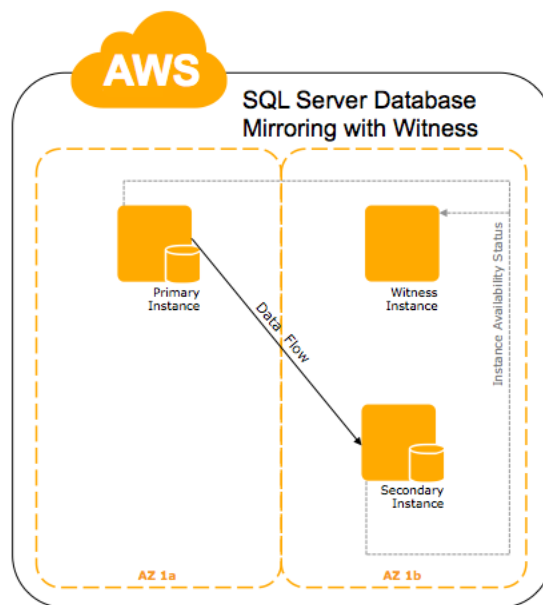 AWS
SQL Server Database
Mirroring with Witness
Primary
Instance
Witness
Instance
Instance Availability Status
Data Flow
Secondary
Instance
AZ 1a
AZ 1b